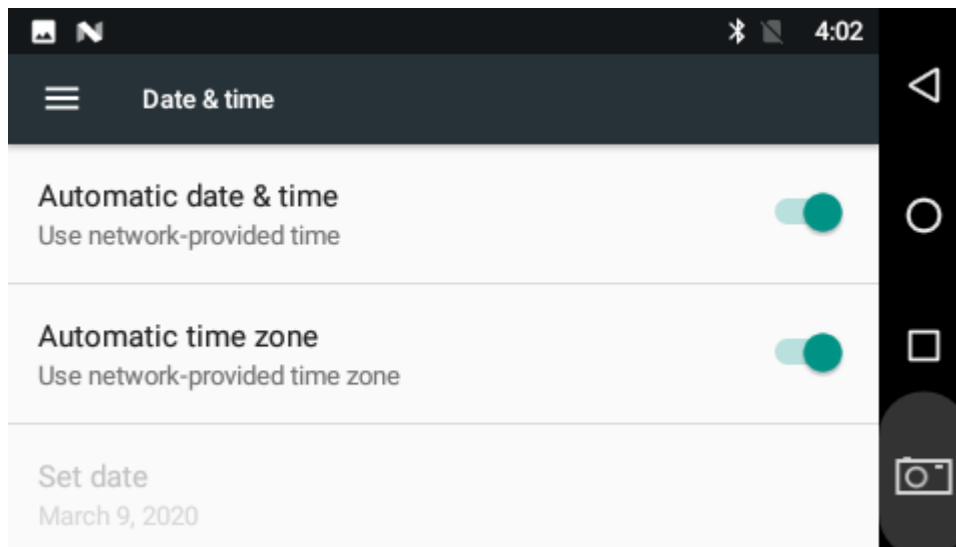 4:02
Date & time
Automatic date & time
Use network-provided time
Automatic time zone
Use network-provided time zone
Set date
March 9, 2020